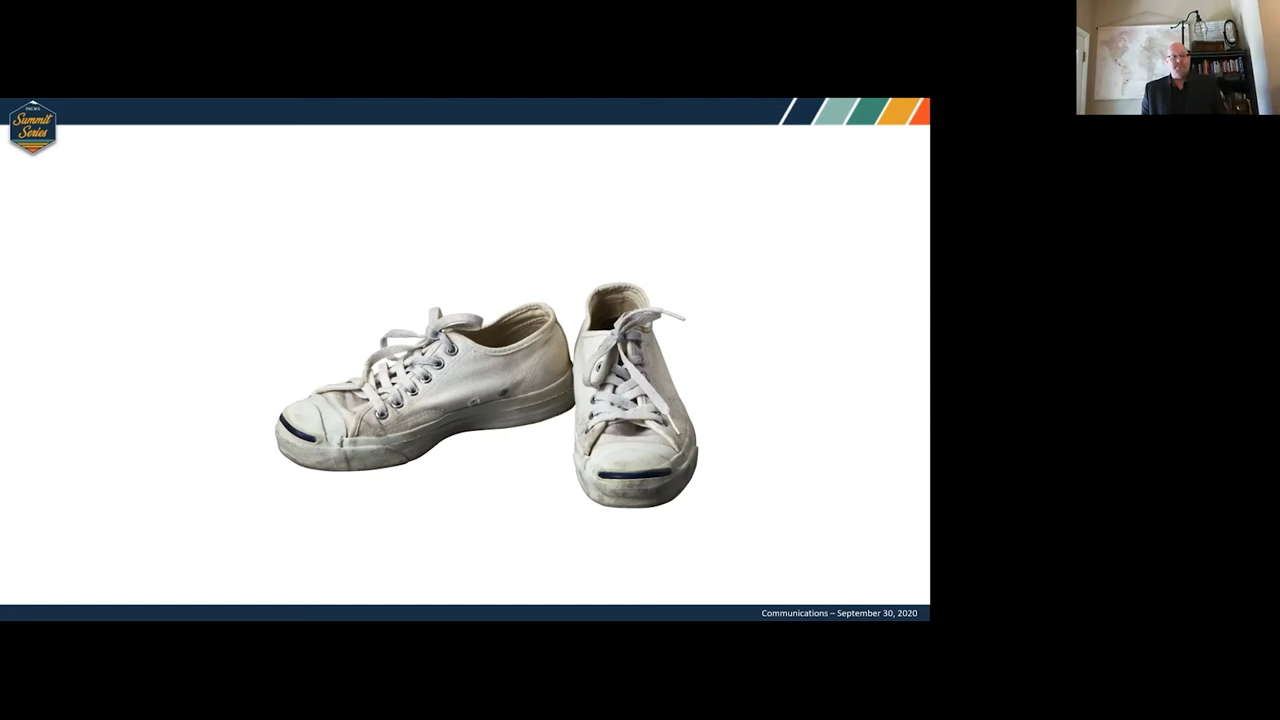 Summit
Series
Communications – September 30, 2020